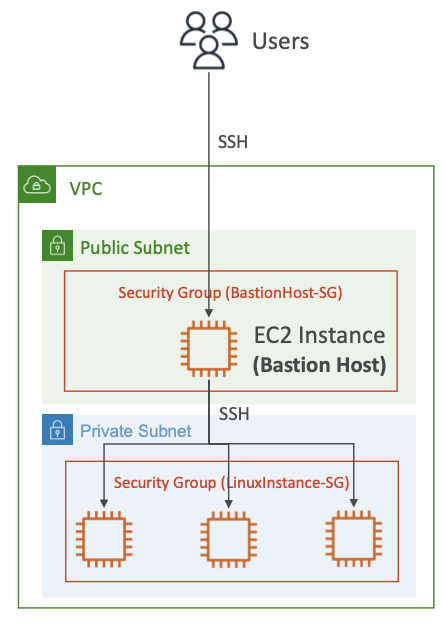 Users
SSH
VPC
Public Subnet
Security Group (BastionHost-SG)
EC2 Instance
(Bastion Host)
SSH
Private Subnet
Security Group (LinuxInstance-SG)